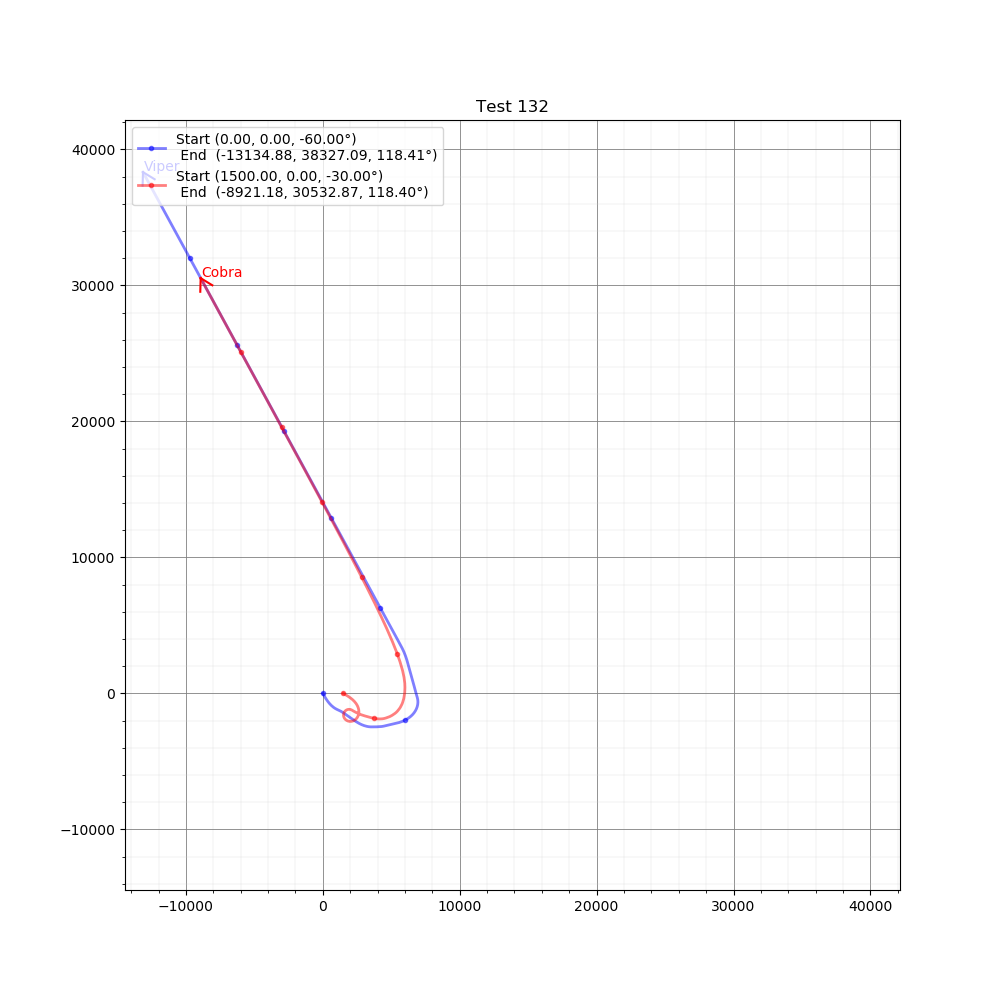 Test 132
Start (0.00, 0.00, -60.00°)
End (-13134.88, 38327.09, 118.41°)
Viper
Start (1500.00, 0.00, -30.00°)
End (-8921.18, 30532.87, 118.40°)
Cobra
40000
30000
20000
10000
0
−10000
−10000 0 10000 20000 30000 40000